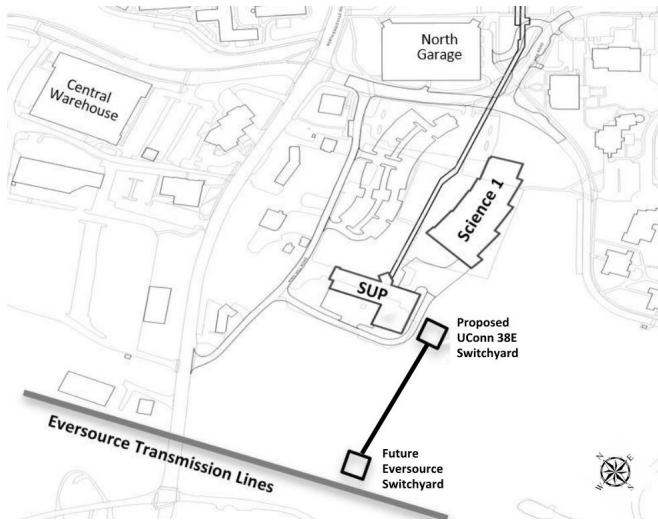 North
Garage
Central
Warehouse
Science 1
SUP
Proposed
UConn 38E
Switchyard
Eversource Transmission Lines
Future
Eversource
Switchyard
N
E
W
S